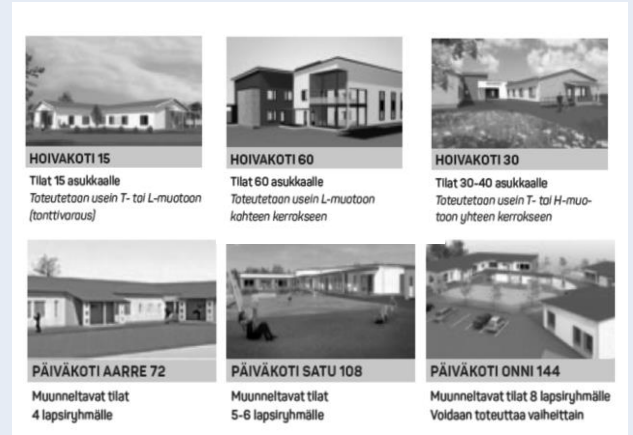 HOIVAKOTI 15
Tilat 15 asukkaalle
Toteutetaan usein T- tai L-muotoon
(tonttivaraus)
HOIVAKOTI 60
Tilat 60 asukkaalle
Toteutetaan usein L-muotoon
kahteen kerrokseen
HOIVAKOTI 30
Tilat 30-40 asukkaalle
Toteutetaan usein T- tai H-muo-
toon yhteen kerrokseen
PÄIVÄKOTI AARRE 72
Muunneltavat tilat
4 lapsiryhmälle
PÄIVÄKOTI SATU 108
Muunneltavat tilat
5-6 lapsiryhmälle
PÄIVÄKOTI ONNI 144
Muunneltavat tilat 8 lapsiryhmälle
Voidaan toteuttaa vaiheittain